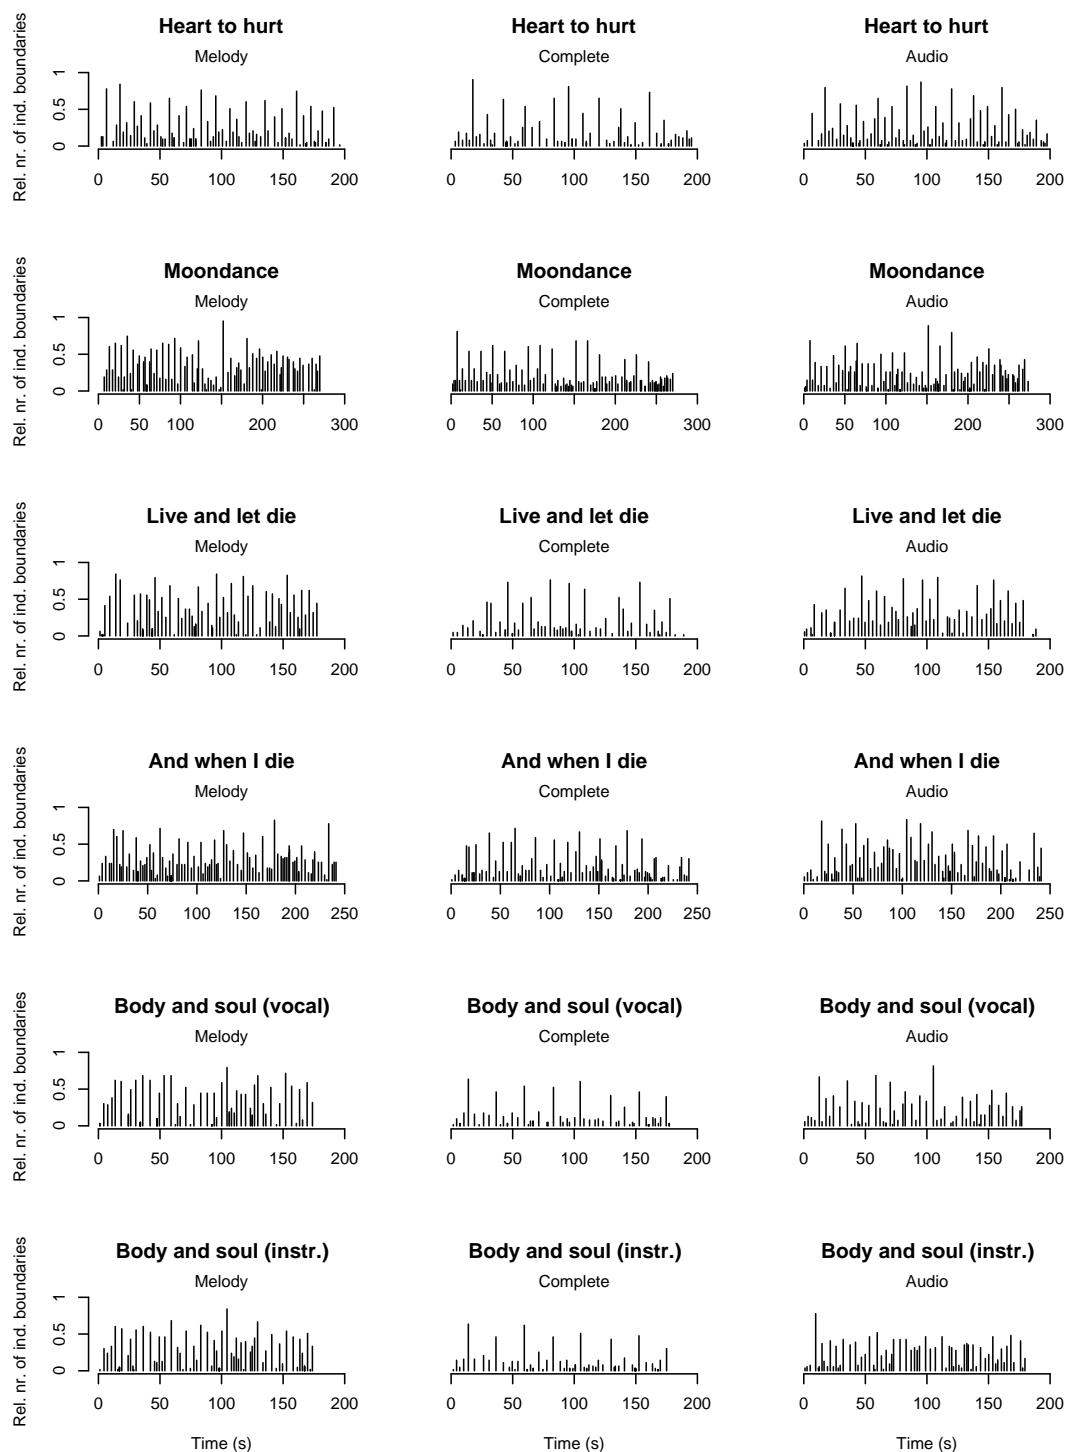 Heart to hurt Heart to hurt Heart to hurt
Melody Complete Audio
Rel. nr. of ind. boundaries
0 0.5 1
0 50 100 150 200 0 50 100 150 200 0 50 100 150 200
Moondance Moondance Moondance
Melody Complete Audio
Rel. nr. of ind. boundaries
0 0.5 1
0 50 100 200 300 0 50 100 200 300 0 50 100 200 300
Live and let die Live and let die Live and let die
Melody Complete Audio
Rel. nr. of ind. boundaries
0 0.5 1
0 50 100 150 200 0 50 100 150 200 0 50 100 150 200
And when I die And when I die And when I die
Melody Complete Audio
Rel. nr. of ind. boundaries
0 0.5 1
0 50 100 150 200 250 0 50 100 150 200 250 0 50 100 150 200 250
Body and soul (vocal) Body and soul (vocal) Body and soul (vocal)
Melody Complete Audio
Rel. nr. of ind. boundaries
0 0.5 1
0 50 100 150 200 0 50 100 150 200 0 50 100 150 200
Body and soul (instr.) Body and soul (instr.) Body and soul (instr.)
Melody Complete Audio
Rel. nr. of ind. boundaries
0 0.5 1
0 50 100 150 200 0 50 100 150 200 0 50 100 150 200
Time (s) Time (s) Time (s)